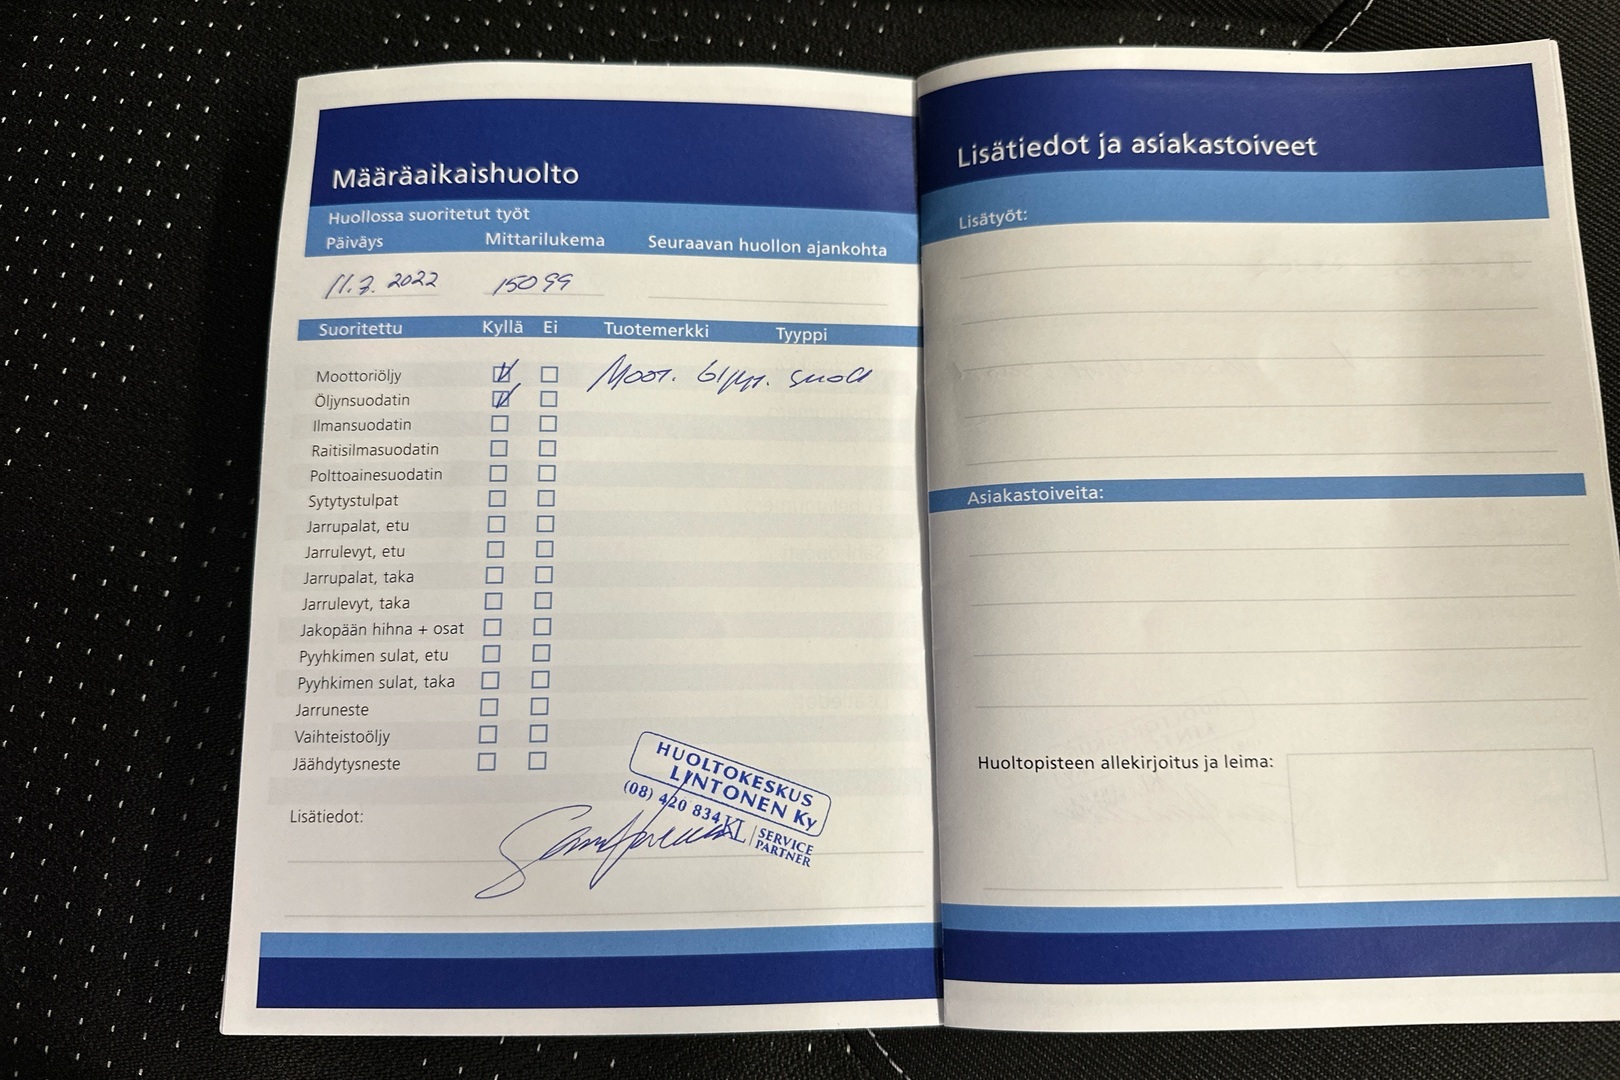 Määräaikaishuolto
Huollossa suoritetut työt
Päiväys Mittarilukema Seuraavan huollon ajankohta
11.3. 2022 15099
Suoritettu Kyllä Ei Tuotemerkki Tyyppi
Moottoriöljy Moot.
Öljynsuodatin
Ilmansuodatin
Raitisilmasuodatin
Polttoainesuodatin
Sytytystulpat
Jarrupalat, etu
Jarrulevyt, etu
Jarrupalat, taka
Jarrulevyt, taka
Jakopään hihna + osat
Pyyhkimen sulat, etu
Pyyhkimen sulat, taka
Jarruneste
Vaihteistoöljy
Jäähdytysneste
HUOLTOKESKUS
LINTONEN Ky
(08) 420 834 KL SERVICE
PARTNER
Lisätiedot:
Lisätiedot ja asiakastoiveet
Lisätyöt:
Asiakastoiveita:
Huoltopisteen allekirjoitus ja leima: